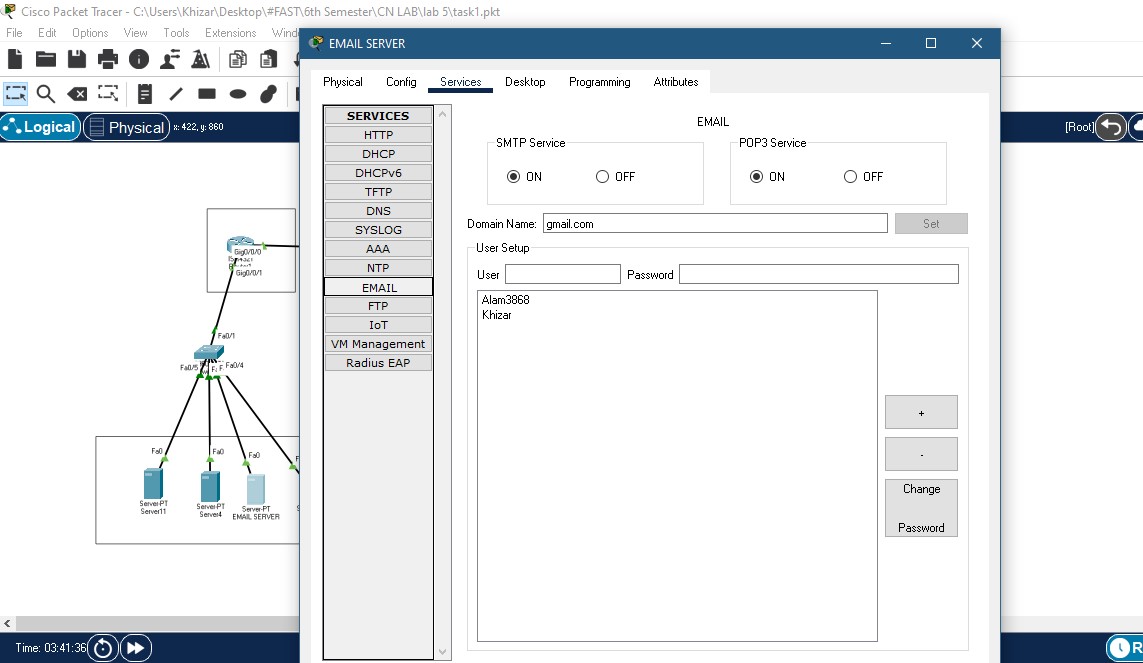 Cisco Packet Tracer - C:\Users\Khizar\Desktop\#FAST\6th Semester\CN LAB\lab 5\task1.pkt
File Edit Options View Tools Extensions
EMAIL SERVER
Physical Config Services Desktop Programming Attributes
Logical Physical x: 422, y: 860
[Root]
SERVICES
HTTP
DHCP
DHCPv6
TFTP
DNS
SYSLOG
AAA
NTP
EMAIL
FTP
IoT
VM Management
Radius EAP
EMAIL
SMTP Service
ON OFF
POP3 Service
ON OFF
Domain Name: gmail.com Set
User Setup
User Password
Alam3868
Khizar
+
-
Change
Password
Gig0/0/0
Gig0/0/1
Fa0/1
Fa0/5 Fa0/4
Fa0 Fa0 Fa0
Server-PT
Server11
Server-PT
Server4
Server-PT
EMAIL SERVER
Time: 03:41:36